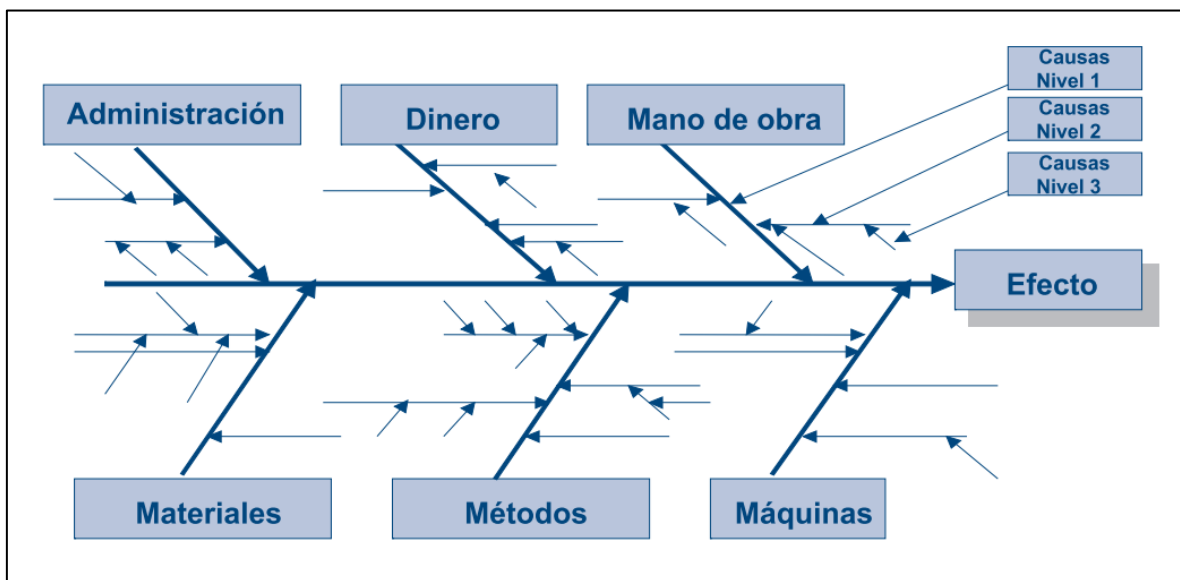 Administración
Dinero
Mano de obra
Causas
Nivel 1
Causas
Nivel 2
Causas
Nivel 3
Efecto
Materiales
Métodos
Máquinas